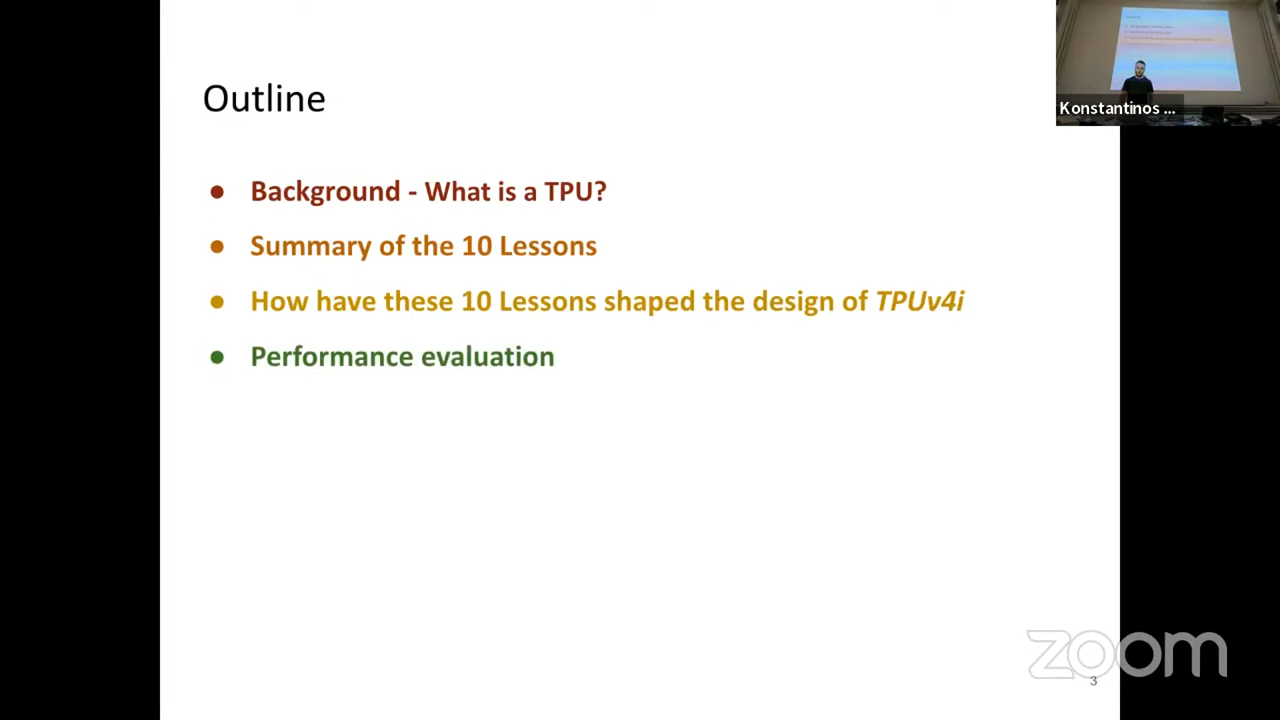 Outline
Konstantinos ...
● Background - What is a TPU?
● Summary of the 10 Lessons
● How have these 10 Lessons shaped the design of TPUv4i
● Performance evaluation
zoom
3